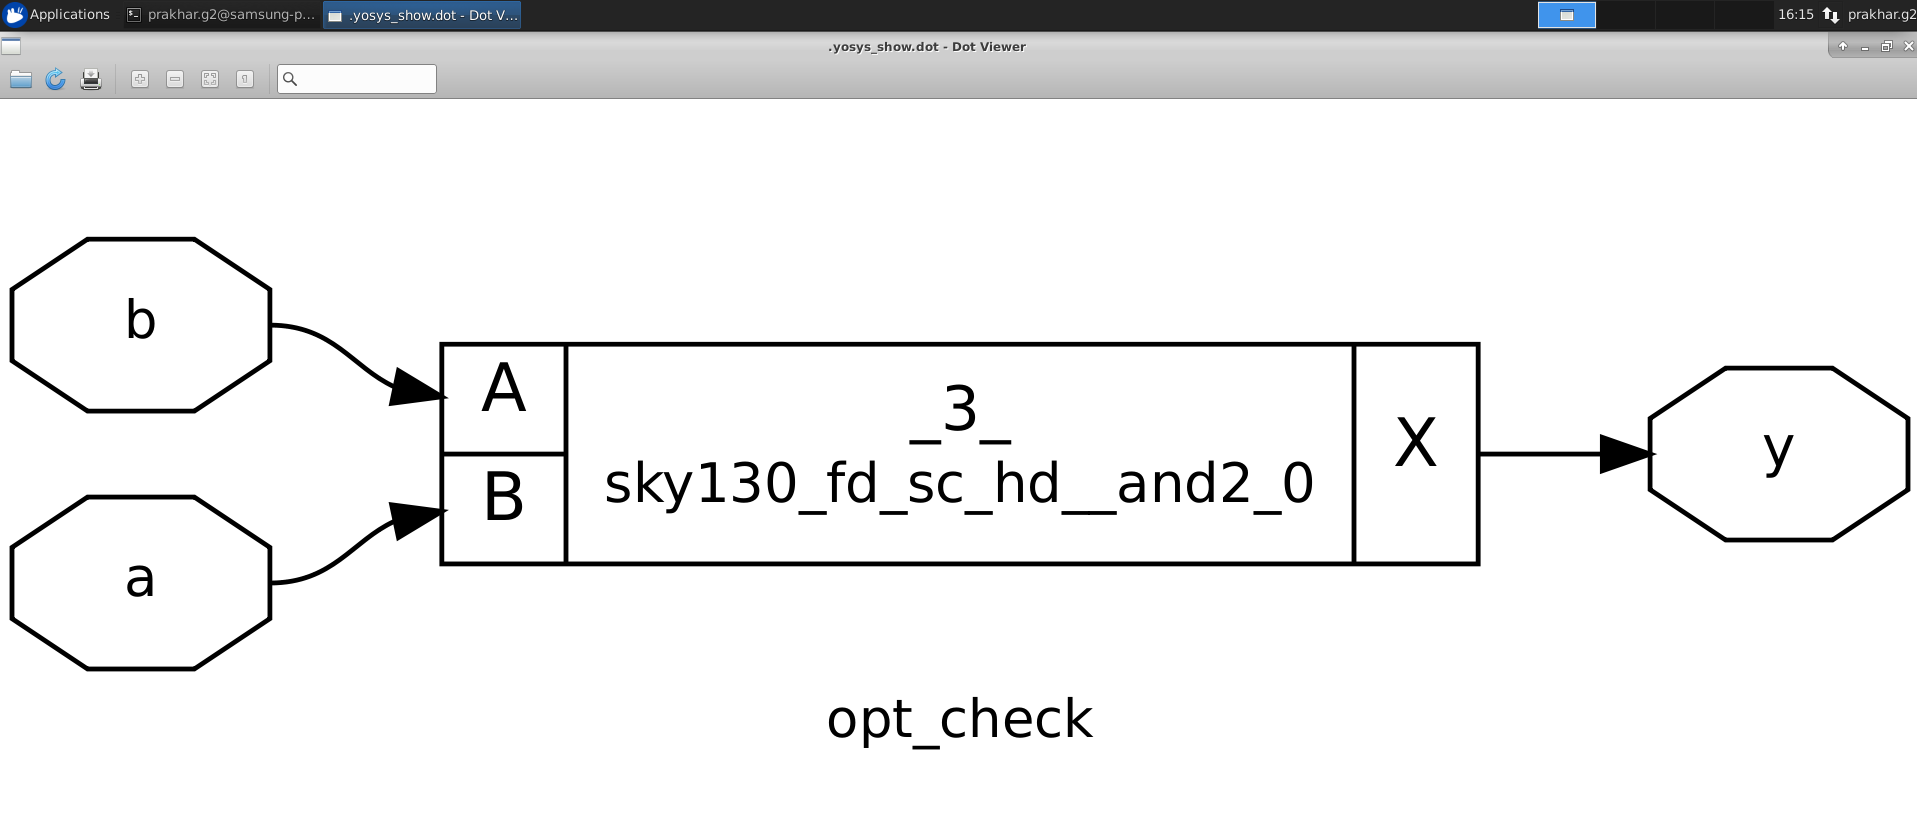 Applications prakhar.g2@samsung-p... .yosys_show.dot - Dot V... 16:15 prakhar.g2
.yosys_show.dot - Dot Viewer
b
A
_3_
X
y
sky130_fd_sc_hd__and2_0
B
a
opt_check